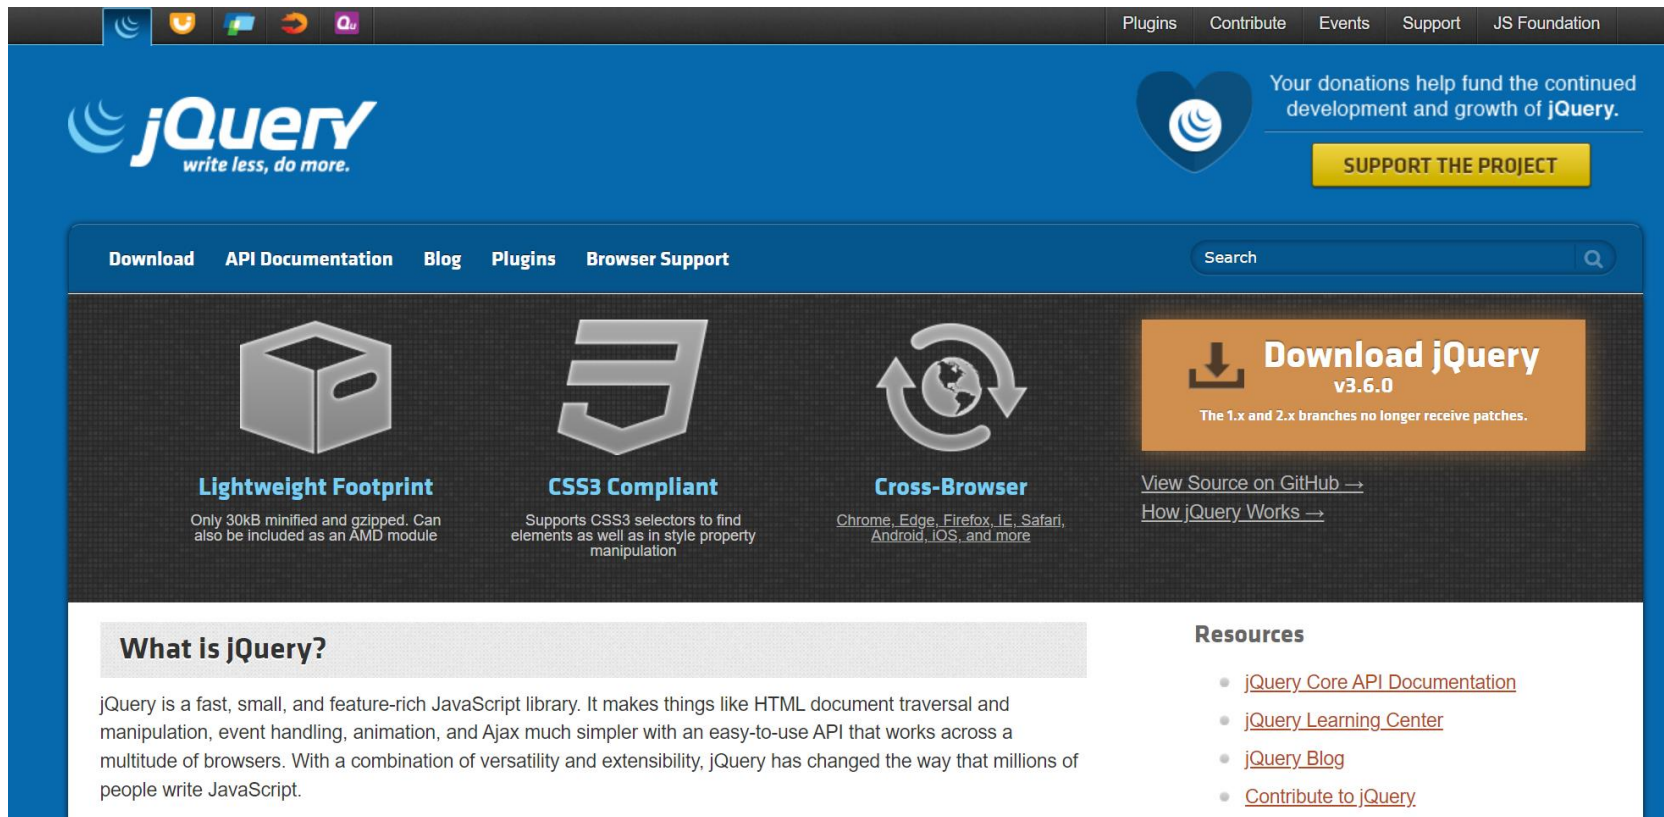 Qu
Plugins Contribute Events Support JS Foundation
jQuery
write less, do more.
Your donations help fund the continued
development and growth of jQuery.
SUPPORT THE PROJECT
Download API Documentation Blog Plugins Browser Support
Search
Lightweight Footprint
Only 30kB minified and gzipped. Can
also be included as an AMD module
CSS3 Compliant
Supports CSS3 selectors to find
elements as well as in style property
manipulation
Cross-Browser
Chrome, Edge, Firefox, IE, Safari,
Android, iOS, and more
Download jQuery
v3.6.0
The 1.x and 2.x branches no longer receive patches.
View Source on GitHub →
How jQuery Works →
What is jQuery?
jQuery is a fast, small, and feature-rich JavaScript library. It makes things like HTML document traversal and
manipulation, event handling, animation, and Ajax much simpler with an easy-to-use API that works across a
multitude of browsers. With a combination of versatility and extensibility, jQuery has changed the way that millions of
people write JavaScript.
Resources
jQuery Core API Documentation
jQuery Learning Center
jQuery Blog
Contribute to jQuery